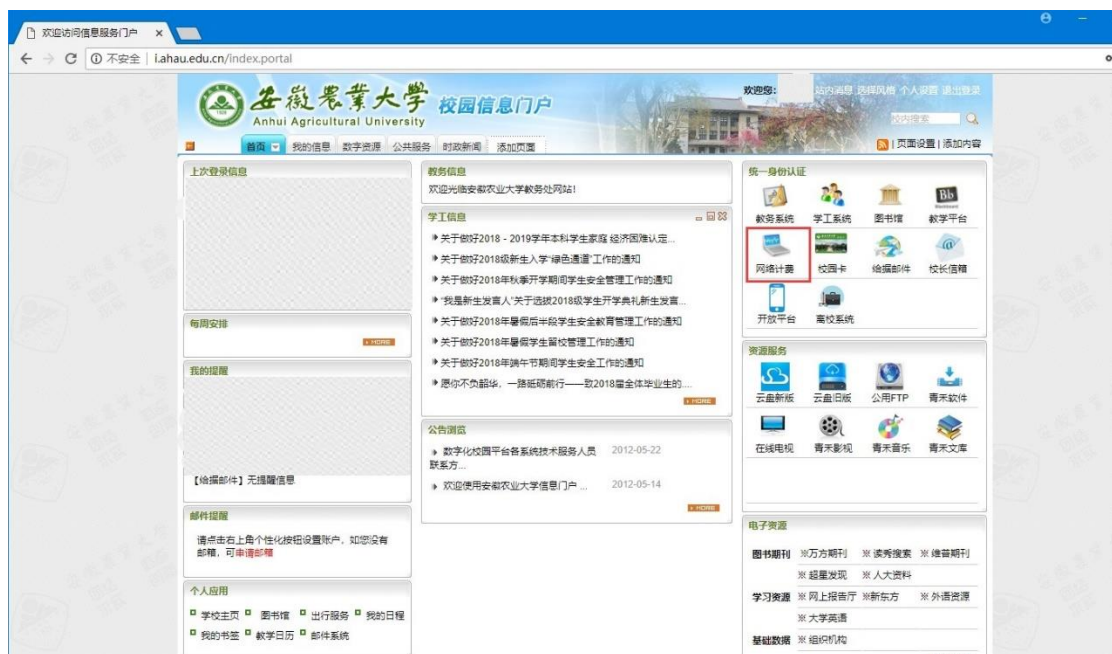 欢迎访问信息服务门户
不安全 | i.ahau.edu.cn/index.portal
安徽農業大学 校园信息门户
Anhui Agricultural University
欢迎您: 站内消息 选择风格 个人设置 退出登录
校内搜索
首页 我的信息 数字资源 公共服务 时政新闻 添加页面
页面设置 | 添加内容
上次登录信息
每周安排
MORE
我的提醒
【绘振邮件】无提醒信息
邮件提醒
请点击右上角个性化按钮设置账户，如您没有
邮箱，可申请邮箱
个人应用
学校主页 图书馆 出行服务 我的日程
我的书签 教学日历 邮件系统
教务信息
欢迎光临安徽农业大学教务处网站!
学工信息
关于做好2018 - 2019学年本科学生家庭 经济困难认定...
关于做好2018级新生入学“绿色通道”工作的通知
关于做好2018年秋季开学期间学生安全管理工作的通知
“我是新生发言人”关于选拔2018级学生开学典礼新生发言...
关于做好2018年暑假后半段学生安全教育管理工作的通知
关于做好2018年暑假学生留校管理工作的通知
关于做好2018年端午节期间学生安全工作的通知
愿你不负韶华，一路砥砺前行——致2018届全体毕业生的....
MORE
公告浏览
数字化校园平台各系统技术服务人员 2012-05-22
联系方...
欢迎使用安徽农业大学信息门户 ... 2012-05-14
MORE
统一身份认证
Bb
教务系统 学工系统 图书馆 教学平台
网络计费 校园卡 邮件 校长信箱
开放平台 离校系统
资源服务
云盘新版 云盘旧版 公用FTP 青禾软件
在线电视 青禾影视 青禾音乐 青禾文库
电子资源
图书期刊 ※万方期刊 ※ 读秀搜索 ※ 维普期刊
※ 超星发现 ※ 人大资料
学习资源 ※ 网上报告厅 ※新东方 ※ 外语资源
※ 大学英语
基础数据 ※ 组织机构